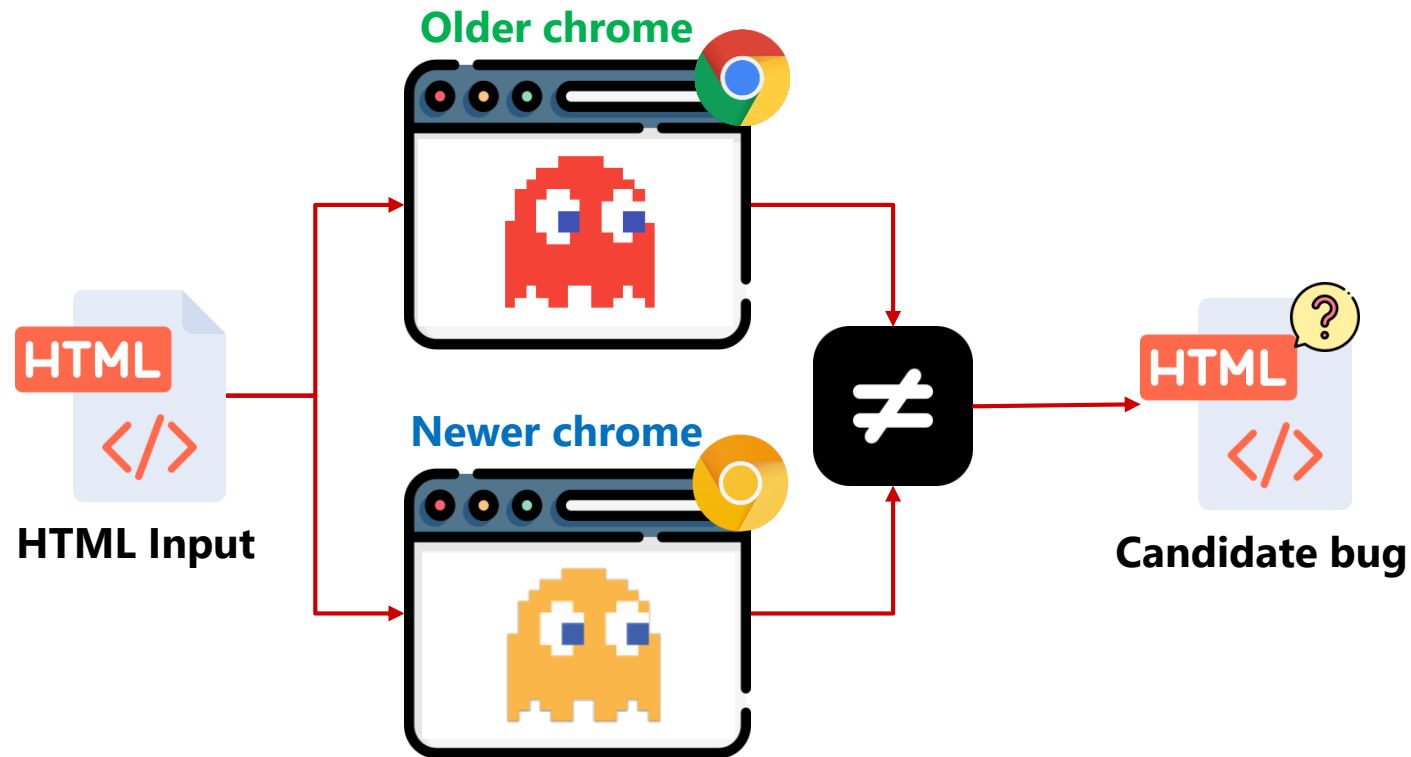 Older chrome
HTML
HTML Input
Newer chrome
HTML
?
Candidate bug